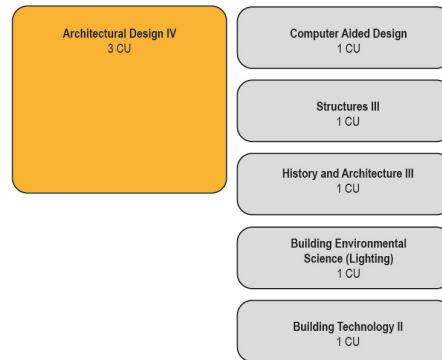 Architectural Design IV
3 CU
Computer Aided Design
1 CU
Structures III
1 CU
History and Architecture III
1 CU
Building Environmental
Science (Lighting)
1 CU
Building Technology II
1 CU